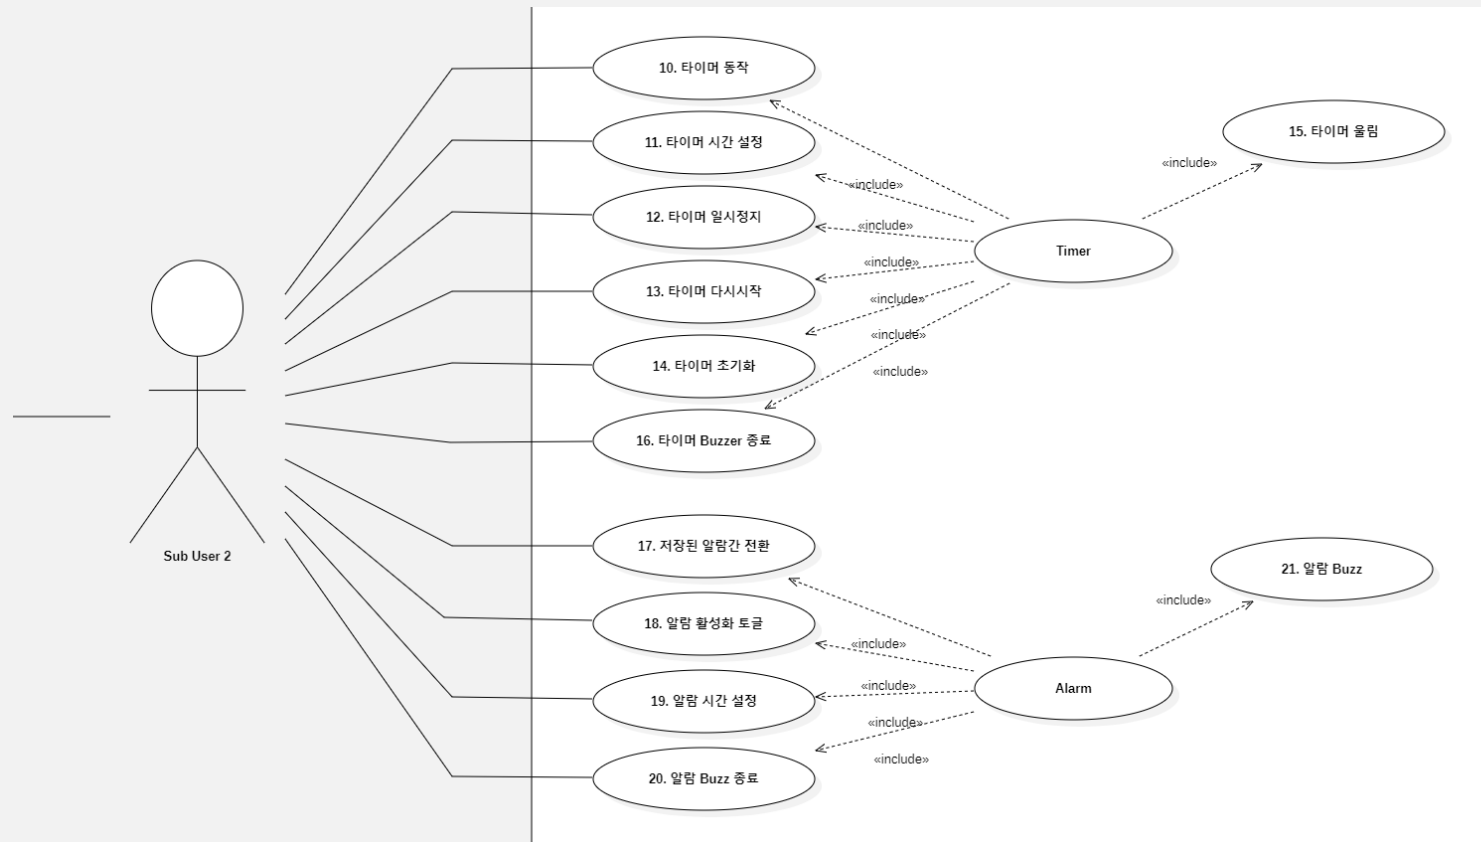 10. 타이머 동작
11. 타이머 시간 설정
12. 타이머 일시정지
13. 타이머 다시시작
14. 타이머 초기화
16. 타이머 Buzzer 종료
«include»
«include»
«include»
«include»
«include»
«include»
Timer
«include»
15. 타이머 울림
Sub User 2
17. 저장된 알람간 전환
18. 알람 활성화 토글
19. 알람 시간 설정
20. 알람 Buzz 종료
«include»
«include»
«include»
«include»
Alarm
«include»
21. 알람 Buzz